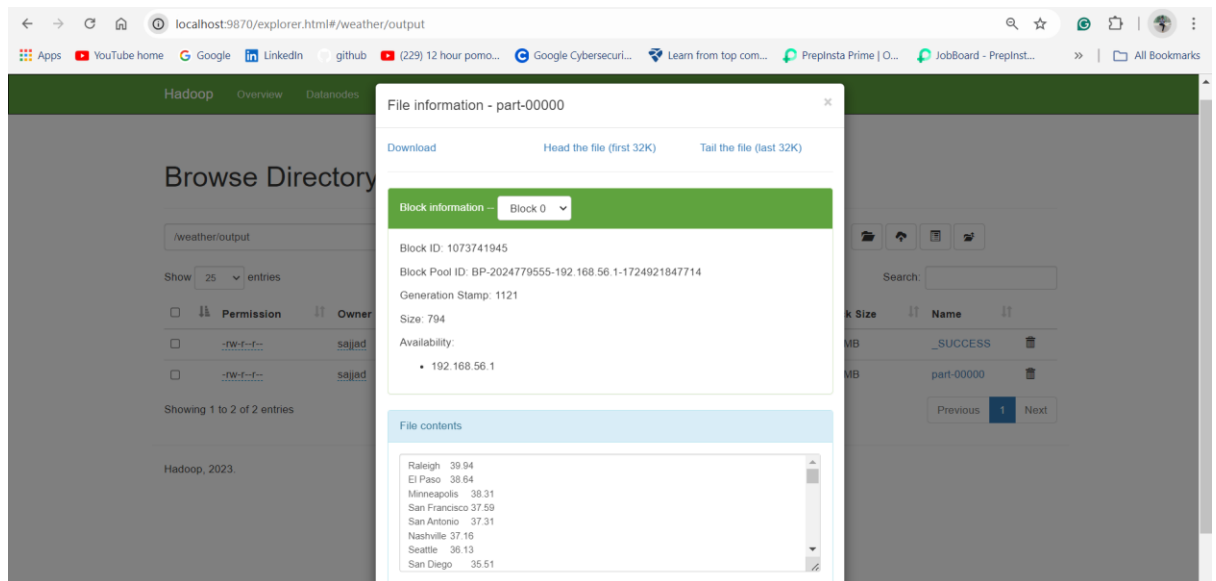 localhost:9870/explorer.html#/weather/output
Apps YouTube home Google LinkedIn github (229) 12 hour pomo... Google Cybersecuri... Learn from top com... PrepInsta Prime | O... JobBoard - PrepInst... » All Bookmarks
Hadoop Overview Datanodes
File information - part-00000 ×
Download Head the file (first 32K) Tail the file (last 32K)
Browse Directory
Block information -- Block 0
/weather/output
Block ID: 1073741945
Block Pool ID: BP-2024779555-192.168.56.1-1724921847714
Show 25 entries Search:
Generation Stamp: 1121
Permission Owner k Size Name
Size: 794
-rw-r--r-- sajjad MB _SUCCESS
Availability:
192.168.56.1
-rw-r--r-- sajjad MB part-00000
Showing 1 to 2 of 2 entries Previous 1 Next
File contents
Hadoop, 2023.
Raleigh 39.94
El Paso 38.64
Minneapolis 38.31
San Francisco 37.59
San Antonio 37.31
Nashville 37.16
Seattle 36.13
San Diego 35.51